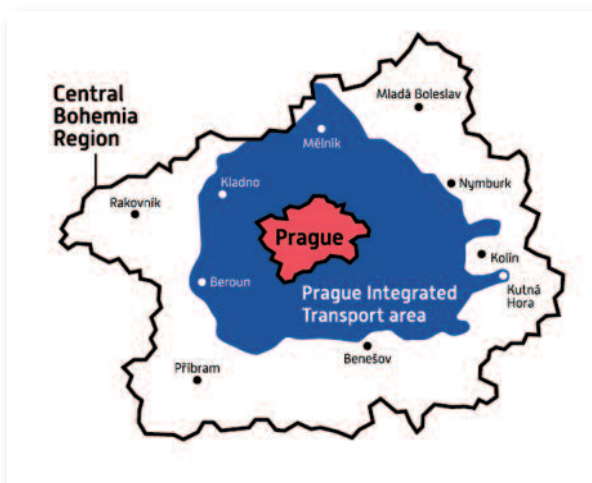 Central
Bohemia
Region
Mladá Boleslav
Mělník
Kladno
Nymburk
Rakovník
Prague
Kolín
Beroun
Prague Integrated
Transport area
Kutná
Hora
Benešov
Příbram